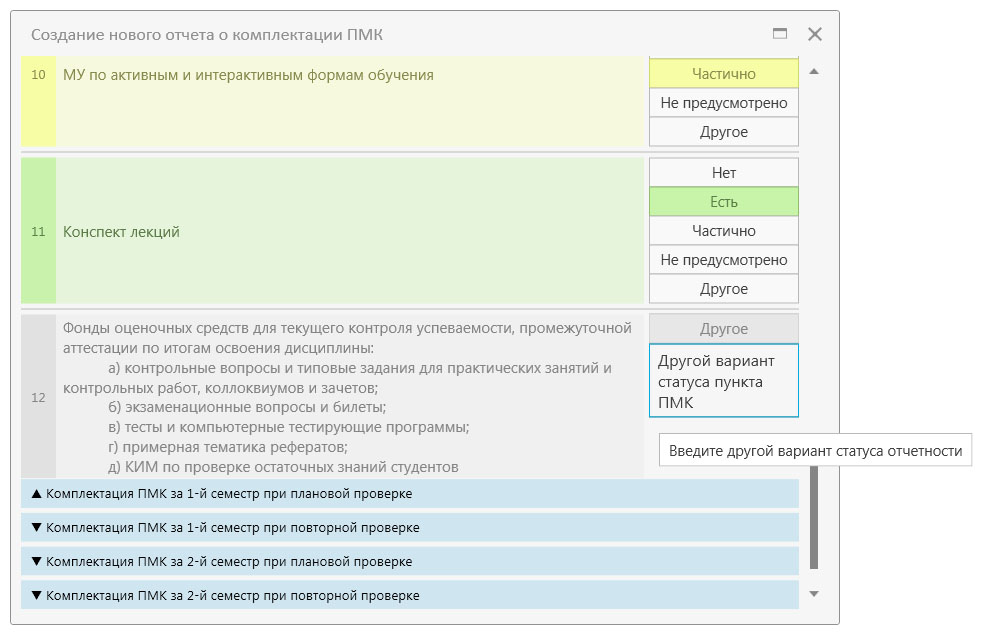 Создание нового отчета о комплектации ПМК
10 МУ по активным и интерактивным формам обучения
Частично
Не предусмотрено
Другое
Нет
Есть
11 Конспект лекций
Частично
Не предусмотрено
Другое
Фонды оценочных средств для текущего контроля успеваемости, промежуточной
аттестации по итогам освоения дисциплины:
а) контрольные вопросы и типовые задания для практических занятий и
контрольных работ, коллоквиумов и зачетов;
12
б) экзаменационные вопросы и билеты;
в) тесты и компьютерные тестирующие программы;
г) примерная тематика рефератов;
д) КИМ по проверке остаточных знаний студентов
Другое
Другой вариант
статуса пункта
ПМК
Введите другой вариант статуса отчетности
▲ Комплектация ПМК за 1-й семестр при плановой проверке
▼ Комплектация ПМК за 1-й семестр при повторной проверке
▼ Комплектация ПМК за 2-й семестр при плановой проверке
▼ Комплектация ПМК за 2-й семестр при повторной проверке